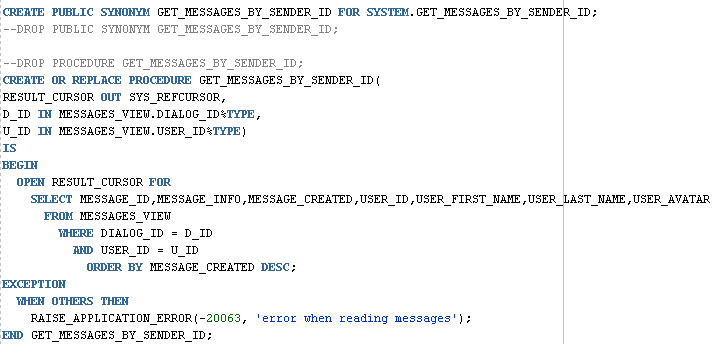 CREATE PUBLIC SYNONYM GET_MESSAGES_BY_SENDER_ID FOR SYSTEM.GET_MESSAGES_BY_SENDER_ID;
--DROP PUBLIC SYNONYM GET_MESSAGES_BY_SENDER_ID;

--DROP PROCEDURE GET_MESSAGES_BY_SENDER_ID;
CREATE OR REPLACE PROCEDURE GET_MESSAGES_BY_SENDER_ID(
RESULT_CURSOR OUT SYS_REFCURSOR,
D_ID IN MESSAGES_VIEW.DIALOG_ID%TYPE,
U_ID IN MESSAGES_VIEW.USER_ID%TYPE)
IS
BEGIN
  OPEN RESULT_CURSOR FOR
    SELECT MESSAGE_ID,MESSAGE_INFO,MESSAGE_CREATED,USER_ID,USER_FIRST_NAME,USER_LAST_NAME,USER_AVATAR
      FROM MESSAGES_VIEW
        WHERE DIALOG_ID = D_ID
          AND USER_ID = U_ID
            ORDER BY MESSAGE_CREATED DESC;
EXCEPTION
  WHEN OTHERS THEN
    RAISE_APPLICATION_ERROR(-20063, 'error when reading messages');
END GET_MESSAGES_BY_SENDER_ID;